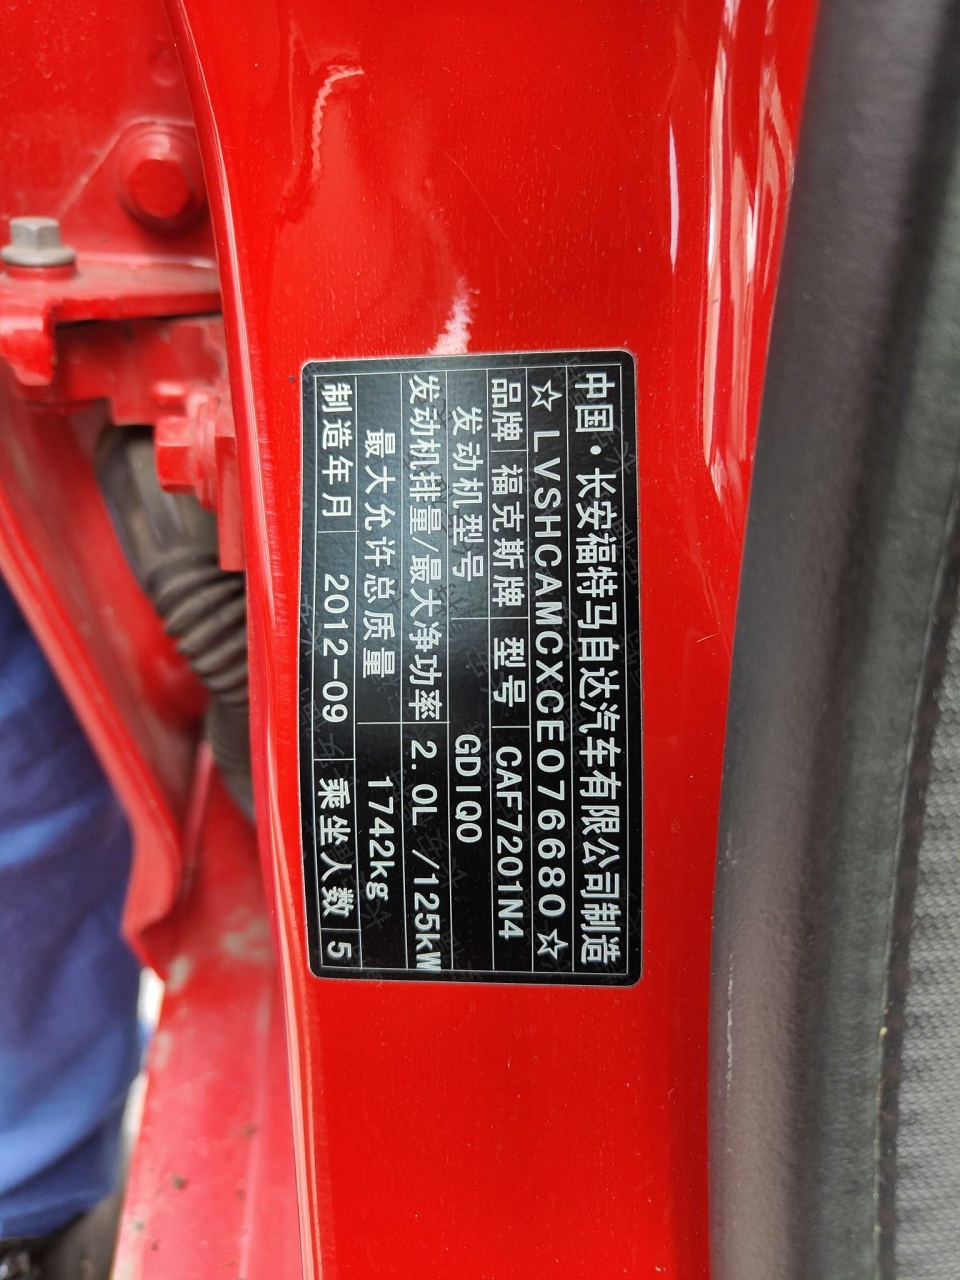 中国·长安福特马自达汽车有限公司制造
☆LVSHCAMCXCE076680☆
品牌 福克斯牌 型号 CAF7201N4
发动机型号 GDIQ0
发动机排量/最大净功率 2.0L /125kW
最大允许总质量 1742kg
制造年月 2012-09 乘坐人数 5